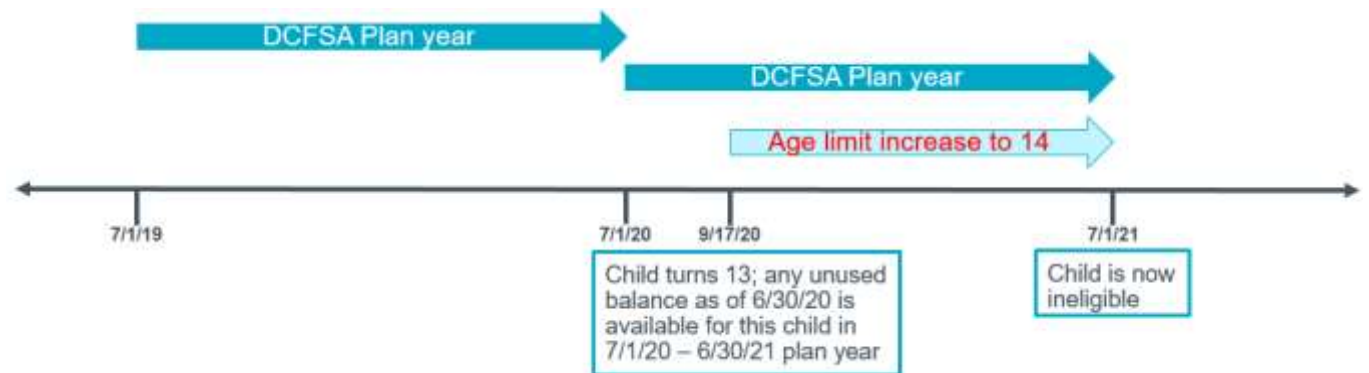 DCFSA Plan year
DCFSA Plan year
Age limit increase to 14
7/1/19
7/1/20
9/17/20
7/1/21
Child turns 13; any unused
balance as of 6/30/20 is
available for this child in
7/1/20 – 6/30/21 plan year
Child is now
ineligible